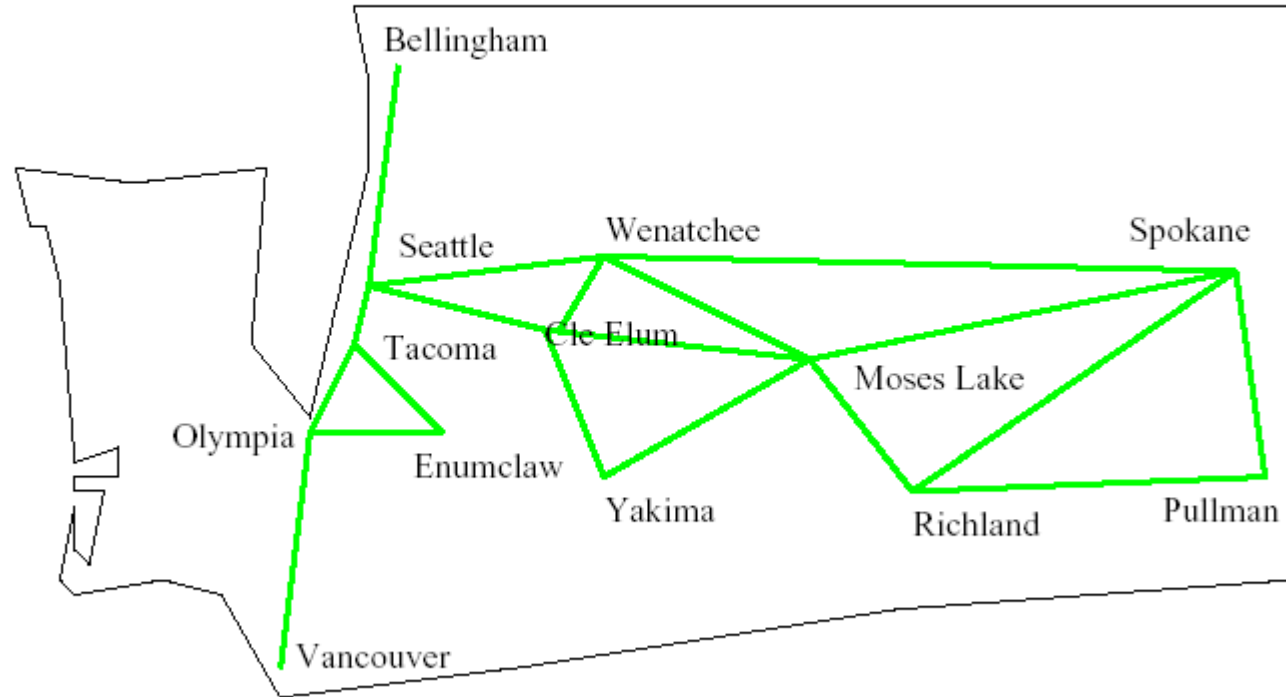 Bellingham
Seattle
Wenatchee
Spokane
Cle Elum
Tacoma
Moses Lake
Olympia
Enumclaw
Yakima
Richland
Pullman
Vancouver